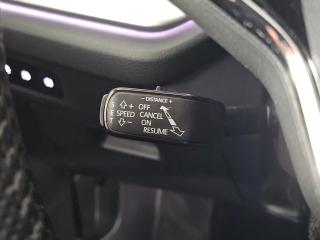 - DISTANCE +
S + OFF
E SPEED CANCEL
T - ON
RESUME